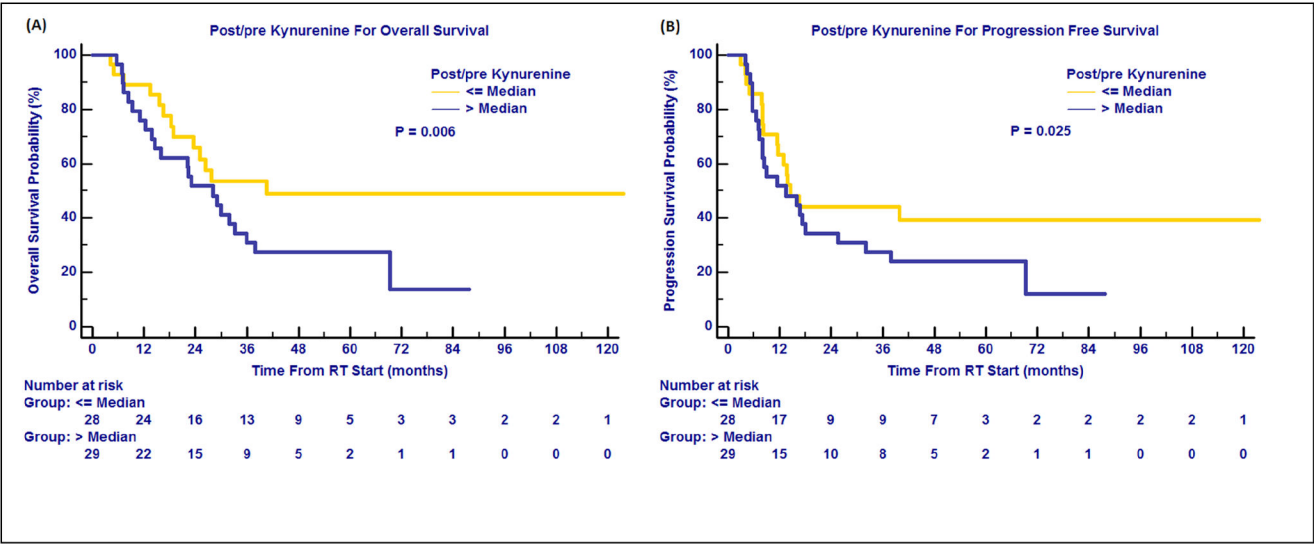 (A)
Post/pre Kynurenine For Overall Survival
Overall Survival Probability (%)
100
80
60
40
20
0
Post/pre Kynurenine
<= Median
> Median
P = 0.006
0 12 24 36 48 60 72 84 96 108 120
Time From RT Start (months)
Number at risk
Group: <= Median
28 24 16 13 9 5 3 3 2 2 1
Group: > Median
29 22 15 9 5 2 1 1 0 0 0
(B)
Post/pre Kynurenine For Progression Free Survival
Progression Survival Probability (%)
100
80
60
40
20
0
Post/pre Kynurenine
<= Median
> Median
P = 0.025
0 12 24 36 48 60 72 84 96 108 120
Time From RT Start (months)
Number at risk
Group: <= Median
28 17 9 9 7 3 2 2 2 2 1
Group: > Median
29 15 10 8 5 2 1 1 0 0 0